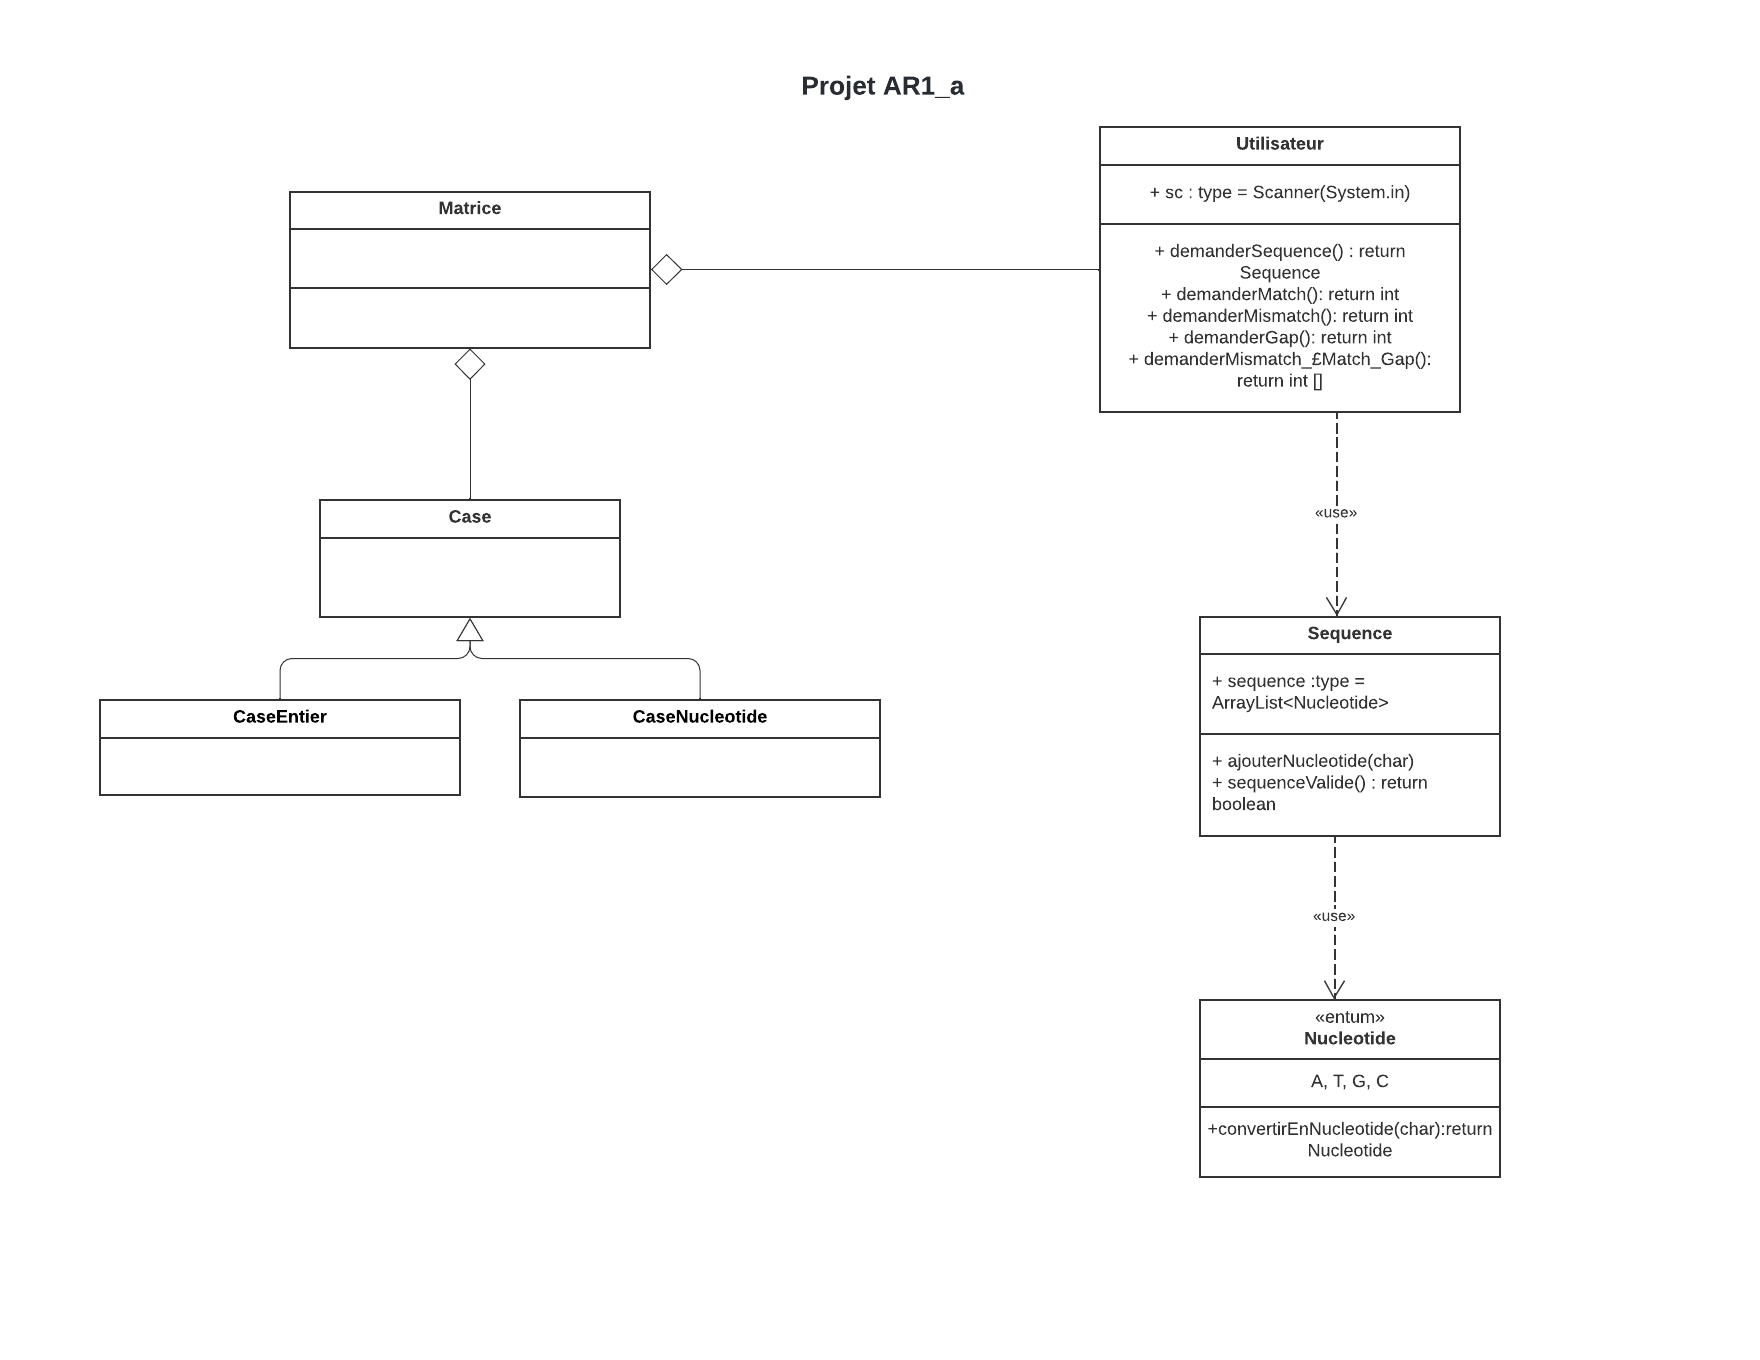 Projet AR1_a
Utilisateur
+ sc : type = Scanner(System.in)
+ demanderSequence() : return
Sequence
+ demanderMatch(): return int
+ demanderMismatch(): return int
+ demanderGap(): return int
+ demanderMismatch_£Match_Gap():
return int []
Matrice
Case
CaseEntier
CaseNucleotide
«use»
Sequence
+ sequence :type =
ArrayList<Nucleotide>
+ ajouterNucleotide(char)
+ sequenceValide() : return
boolean
«use»
«entum»
Nucleotide
A, T, G, C
+convertirEnNucleotide(char):return
Nucleotide